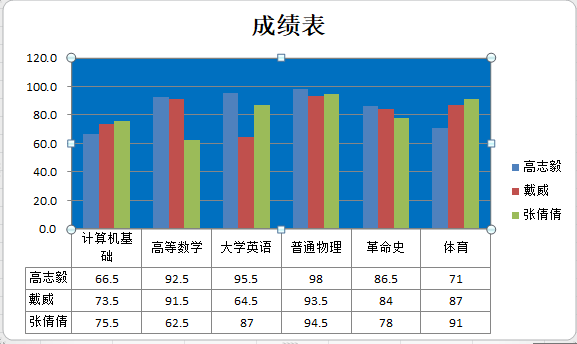 成绩表
120.0
100.0
80.0
60.0
40.0
20.0
0.0
高志毅
戴威
张倩倩
计算机基础 高等数学 大学英语 普通物理 革命史 体育
高志毅 66.5 92.5 95.5 98 86.5 71
戴威 73.5 91.5 64.5 93.5 84 87
张倩倩 75.5 62.5 87 94.5 78 91